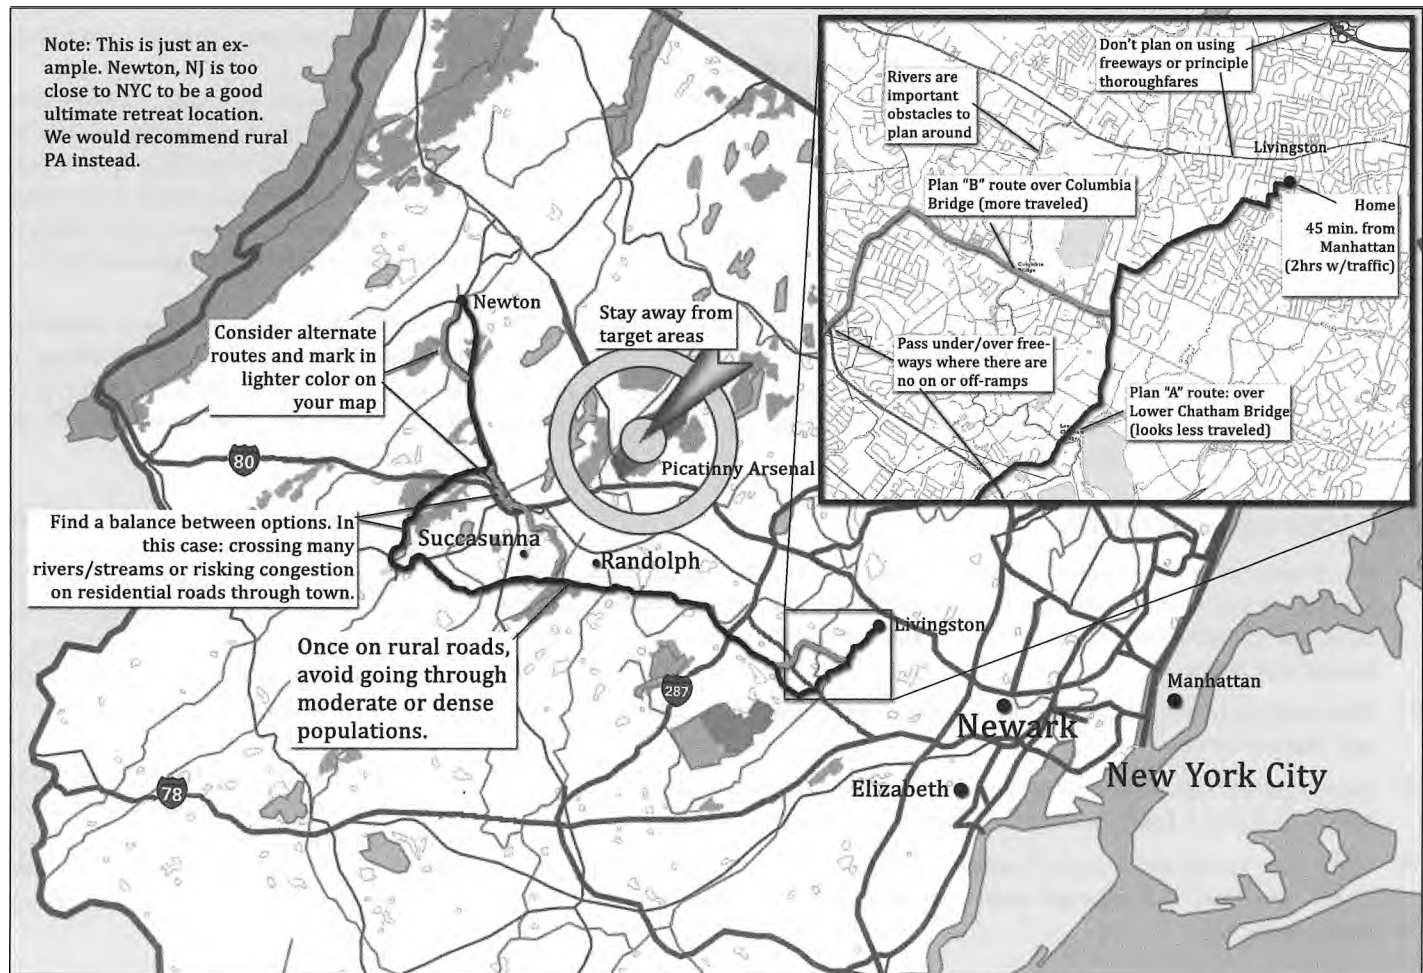 Note: This is just an ex-
ample. Newton, NJ is too
close to NYC to be a good
ultimate retreat location.
We would recommend rural
PA instead.
Don't plan on using
freeways or principle
thoroughfares
Rivers are
important
obstacles to
plan around
Livingston
Plan "B" route over Columbia
Bridge (more traveled)
Home
45 min. from
Manhattan
(2hrs w/traffic)
Columbia
Bridge
Pass under/over free-
ways where there are
no on or off-ramps
Plan "A" route: over
Lower Chatham Bridge
(looks less traveled)
Newton
Stay away from
target areas
Consider alternate
routes and mark in
lighter color on
your map
80
Picatinny Arsenal
Find a balance between options. In
this case: crossing many
rivers/streams or risking congestion
on residential roads through town.
Succasunna
Randolph
Once on rural roads,
avoid going through
moderate or dense
populations.
Livingston
287
Manhattan
Newark
New York City
Elizabeth
78